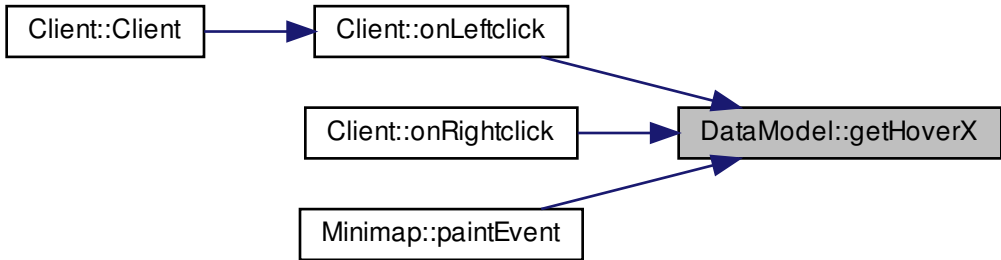 Client::Client
Client::onLeftclick
Client::onRightclick
DataModel::getHoverX
Minimap::paintEvent